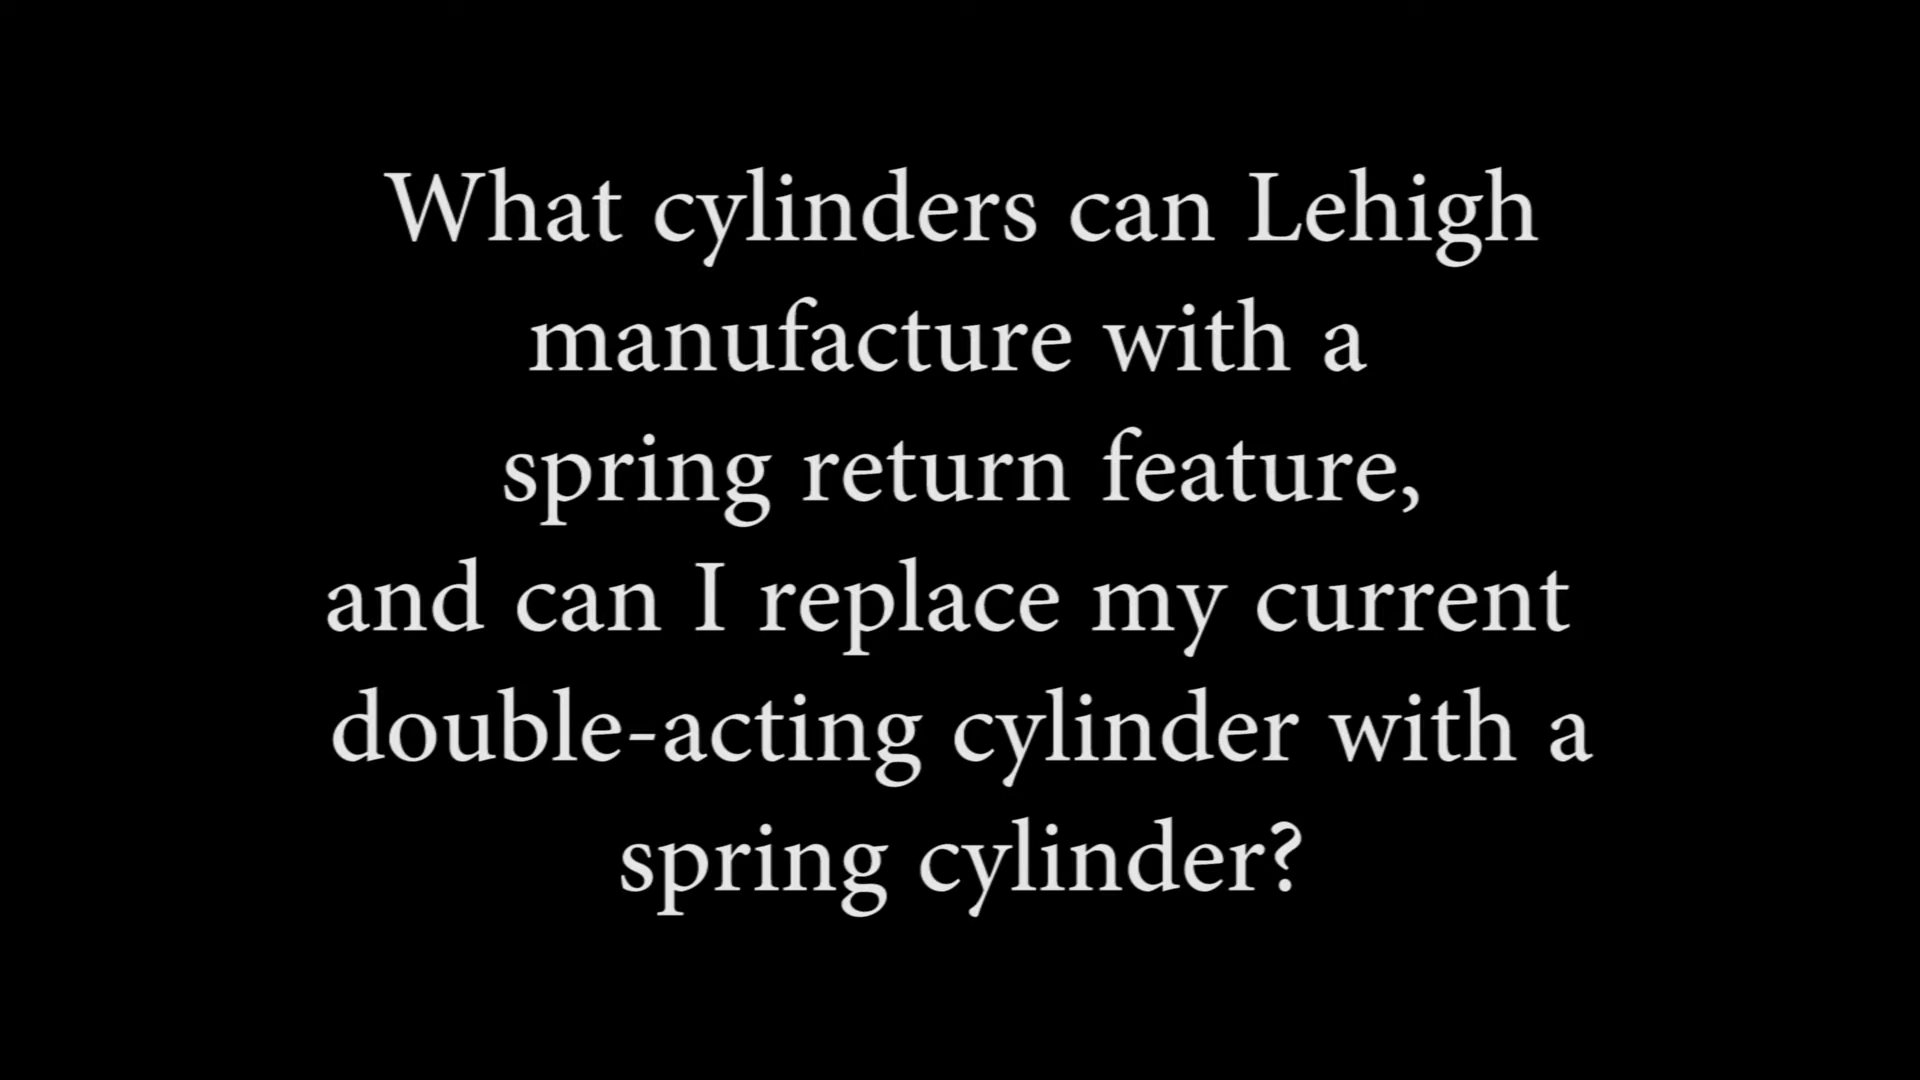 What cylinders can Lehigh
manufacture with a
spring return feature,
and can I replace my current
double-acting cylinder with a
spring cylinder?